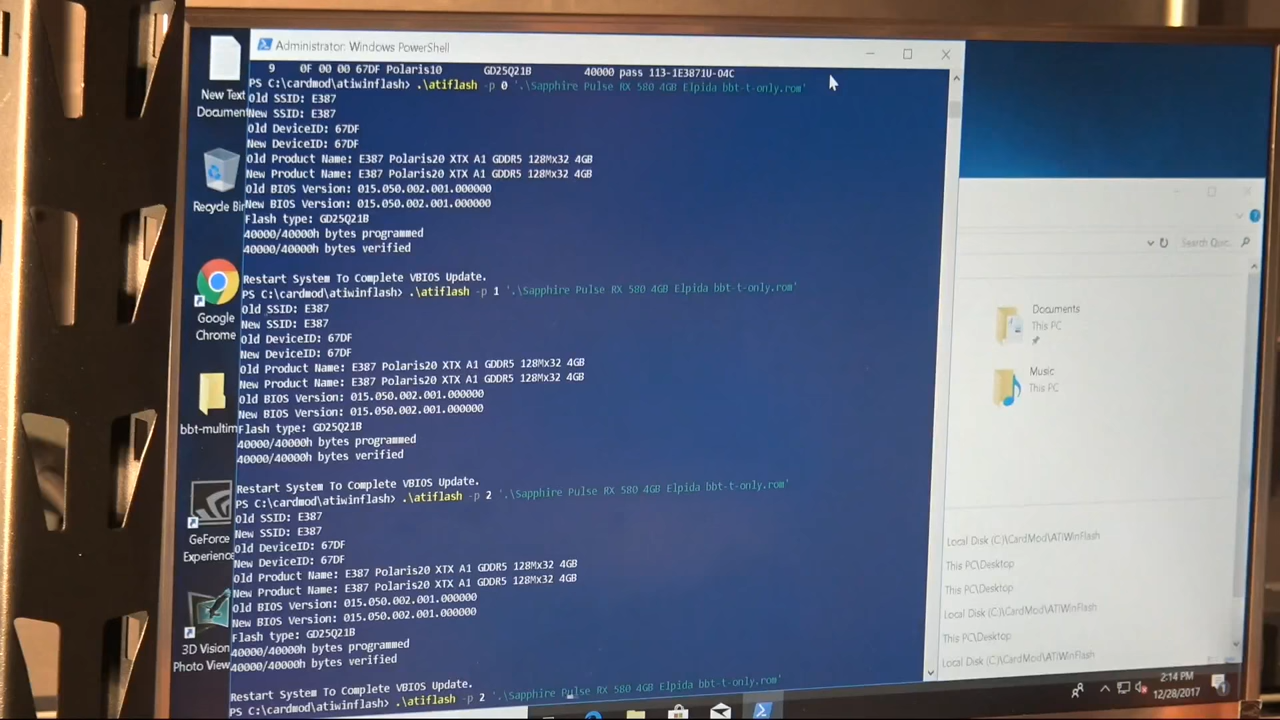 Administrator: Windows PowerShell
9 0F 00 00 67DF Polaris10 GD25Q21B 40000 pass 113-1E3871U-O4C
PS C:\cardmod\atiwinflash> .\atiflash -p 0 '.\Sapphire Pulse RX 580 4GB Elpida bbt-t-only.rom'
Old SSID: E387
New SSID: E387
Old DeviceID: 67DF
New DeviceID: 67DF
Old Product Name: E387 Polaris20 XTX A1 GDDR5 128Mx32 4GB
New Product Name: E387 Polaris20 XTX A1 GDDR5 128Mx32 4GB
Old BIOS Version: 015.050.002.001.000000
New BIOS Version: 015.050.002.001.000000
Flash type: GD25Q21B
40000/40000h bytes programmed
40000/40000h bytes verified
Restart System To Complete VBIOS Update.
PS C:\cardmod\atiwinflash> .\atiflash -p 1 '.\Sapphire Pulse RX 580 4GB Elpida bbt-t-only.rom'
Old SSID: E387
New SSID: E387
Old DeviceID: 67DF
New DeviceID: 67DF
Old Product Name: E387 Polaris20 XTX A1 GDDR5 128Mx32 4GB
New Product Name: E387 Polaris20 XTX A1 GDDR5 128Mx32 4GB
Old BIOS Version: 015.050.002.001.000000
New BIOS Version: 015.050.002.001.000000
Flash type: GD25Q21B
40000/40000h bytes programmed
40000/40000h bytes verified
Restart System To Complete VBIOS Update.
PS C:\cardmod\atiwinflash> .\atiflash -p 2 '.\Sapphire Pulse RX 580 4GB Elpida bbt-t-only.rom'
Old SSID: E387
New SSID: E387
Old DeviceID: 67DF
New DeviceID: 67DF
Old Product Name: E387 Polaris20 XTX A1 GDDR5 128Mx32 4GB
New Product Name: E387 Polaris20 XTX A1 GDDR5 128Mx32 4GB
Old BIOS Version: 015.050.002.001.000000
New BIOS Version: 015.050.002.001.000000
Flash type: GD25Q21B
40000/40000h bytes programmed
40000/40000h bytes verified
Restart System To Complete VBIOS Update.
PS C:\cardmod\atiwinflash> .\atiflash -p 2 '.\Sapphire Pulse RX 580 4GB Elpida bbt-t-only.rom'
New Text
Documen
Recycle Bin
Google
Chrome
bbt-multim
GeForce
Experience
3D Vision
Photo View
Search Quic
Documents
This PC
Music
This PC
Local Disk (C:)\CardMod\ATIWinFlash
This PC\Desktop
This PC\Desktop
Local Disk (C:)\CardMod\ATIWinFlash
This PC\Desktop
Local Disk (C:)\CardMod\ATIWinFlash
2:14 PM
12/28/2017
1